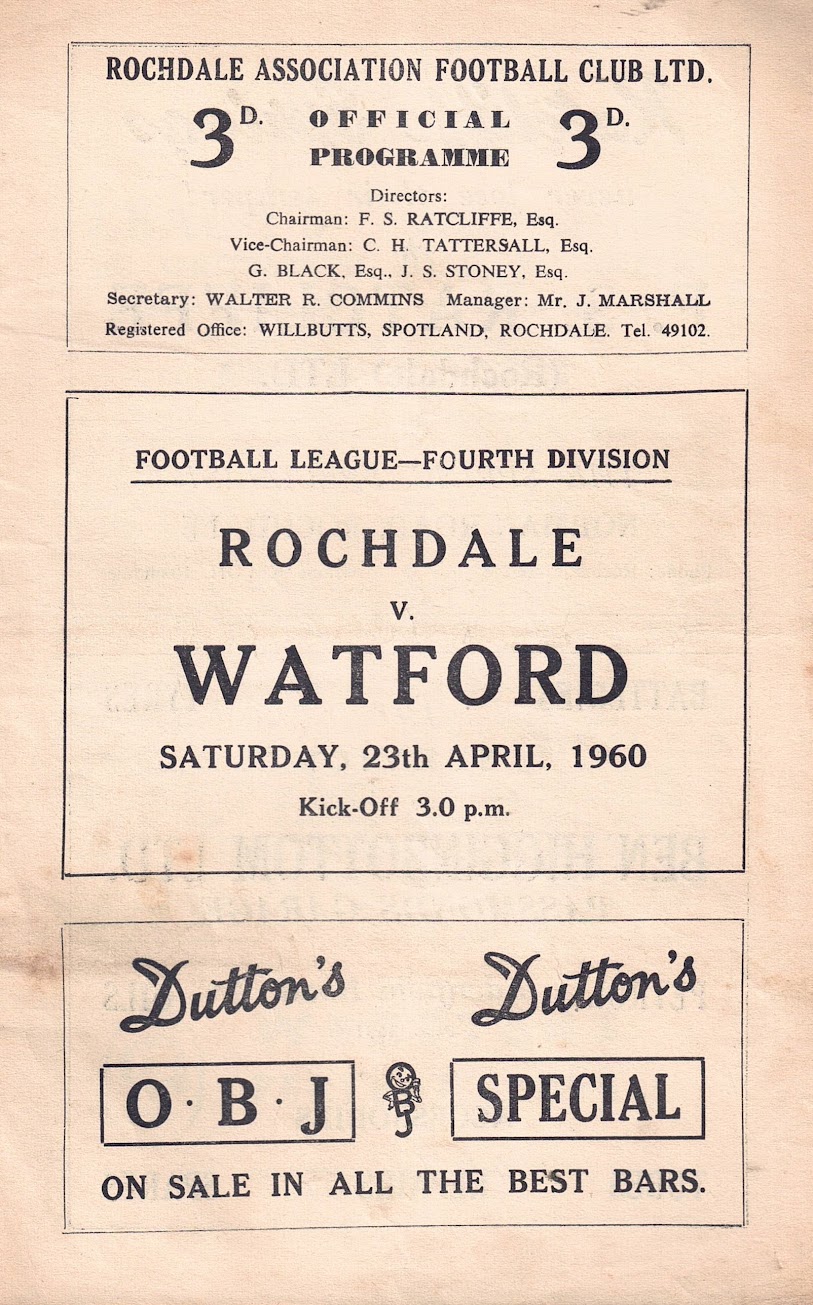 ROCHDALE ASSOCIATION FOOTBALL CLUB LTD.
3D. OFFICIAL 3D.
PROGRAMME
Directors:
Chairman: F. S. RATCLIFFE, Esq.
Vice-Chairman: C. H. TATTERSALL, Esq.
G. BLACK, Esq., J. S. STONEY, Esq.
Secretary: WALTER R. COMMINS Manager: Mr. J. MARSHALL
Registered Office: WILLBUTTS, SPOTLAND, ROCHDALE. Tel. 49102.
FOOTBALL LEAGUE—FOURTH DIVISION
ROCHDALE
V.
WATFORD
SATURDAY, 23th APRIL, 1960
Kick-Off 3.0 p.m.
Dutton's Dutton's
O·B·J BJ SPECIAL
ON SALE IN ALL THE BEST BARS.